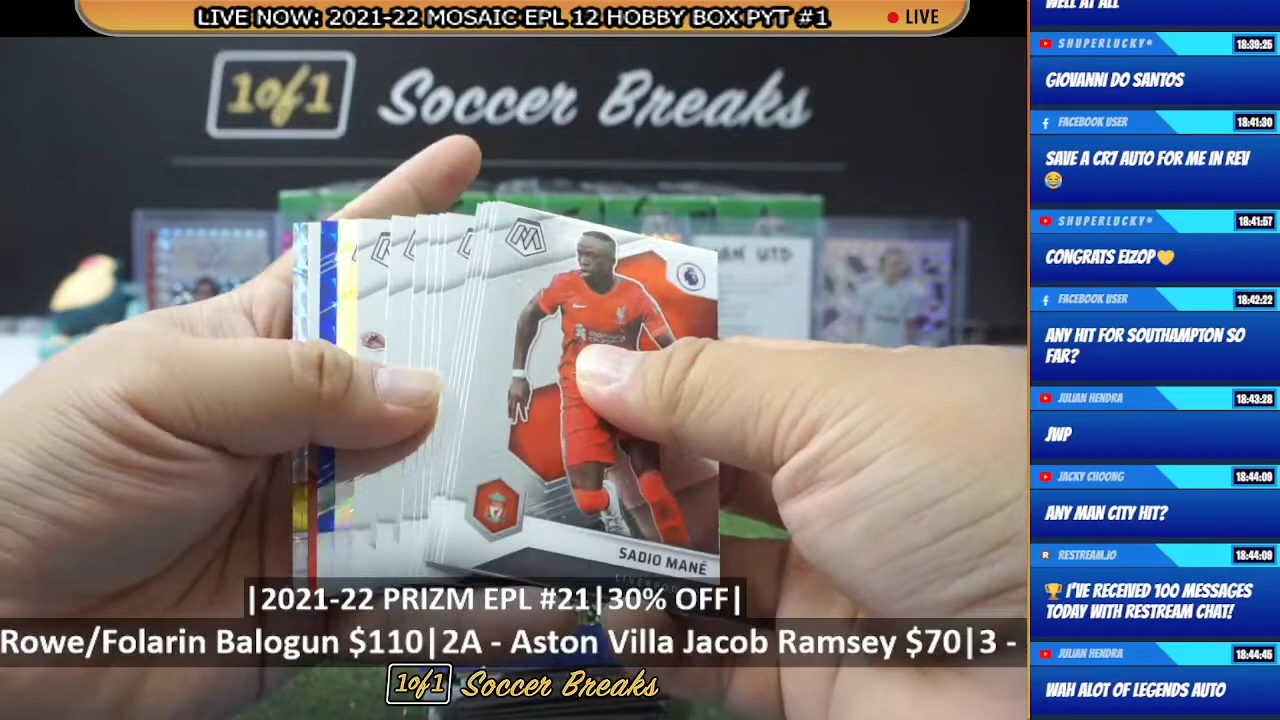 LIVE NOW: 2021-22 MOSAIC EPL 12 HOBBY BOX PYT #1
LIVE
1of1 Soccer Breaks
UTD
M
SADIO MANÉ
LIVERPOOL
|2021-22 PRIZM EPL #21|30% OFF|
Rowe/Folarin Balogun $110|2A - Aston Villa Jacob Ramsey $70|3 -
1of1 Soccer Breaks
WELL AT ALL
SHUPERLUCKY* 18:39:25
GIOVANNI DO SANTOS
FACEBOOK USER 18:41:30
SAVE A CR7 AUTO FOR ME IN REV
😂
SHUPERLUCKY* 18:41:57
CONGRATS EIZOP💛
FACEBOOK USER 18:42:22
ANY HIT FOR SOUTHAMPTON SO
FAR?
JULIAN HENDRA 18:43:28
JWP
JACKY CHOONG 18:44:09
ANY MAN CITY HIT?
R RESTREAM.IO 18:44:09
🏆 I'VE RECEIVED 100 MESSAGES
TODAY WITH RESTREAM CHAT!
JULIAN HENDRA 18:44:45
WAH ALOT OF LEGENDS AUTO